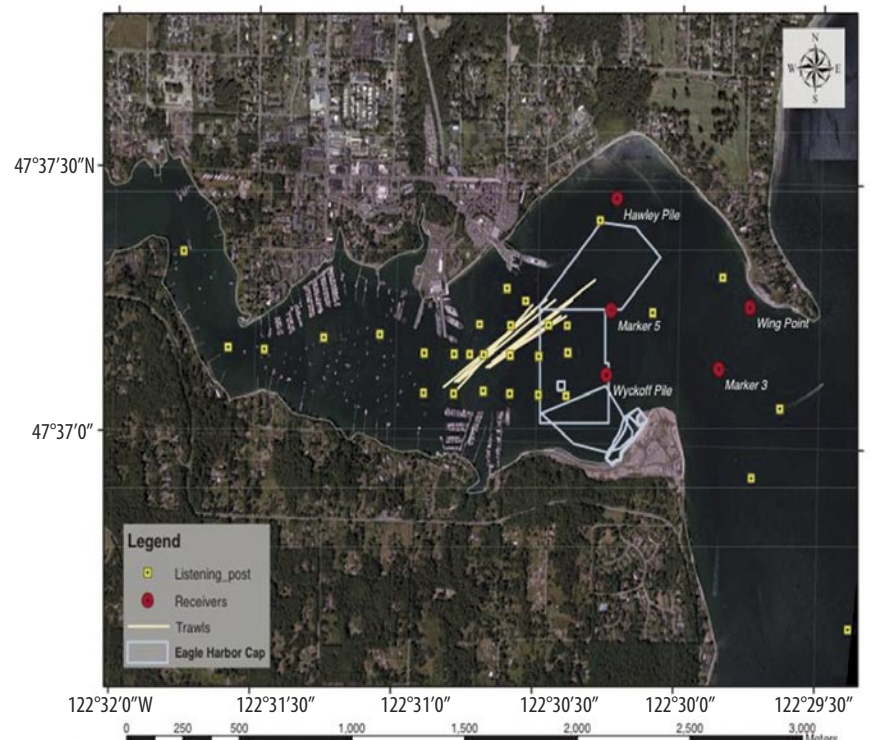 N
W E
S
47°37'30"N
Hawley Pile
Wing Point
Marker 5
Marker 3
Wyckoff Pile
47°37'0"
Legend
Listening_post
Receivers
Trawls
Eagle Harbor Cap
122°32'0"W 122°31'30" 122°31'0" 122°30'30" 122°30'0" 122°29'30"
0 250 500 1,000 1,500 2,000 2,500 3,000
Meters